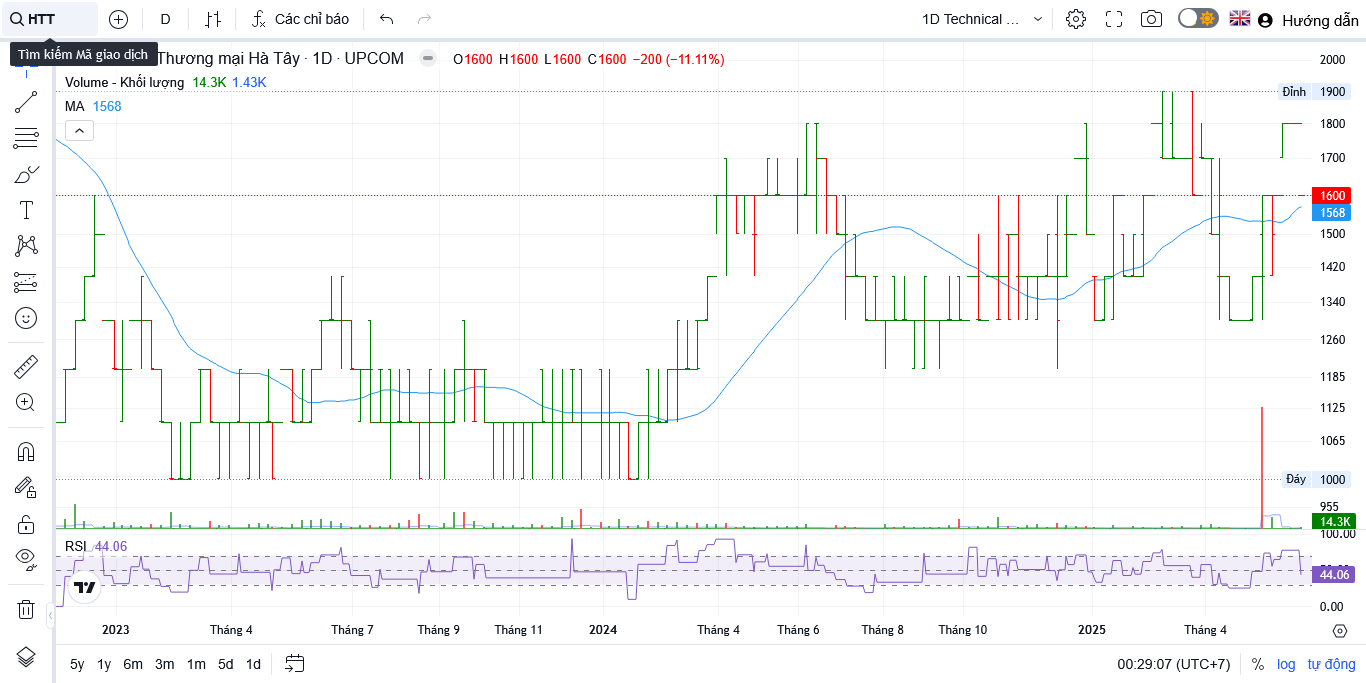 HTT
D
Các chỉ báo
1D Technical ...
Hướng dẫn
Tìm kiếm Mã giao dịch
Thương mại Hà Tây · 1D · UPCOM
O1600 H1600 L1600 C1600 −200 (−11.11%)
Volume - Khối lượng 14.3K 1.43K
MA 1568
2000
Đỉnh 1900
1800
1700
1600
1568
1500
1420
1340
1260
1185
1125
1065
Đáy 1000
955
14.3K
100.00
RSI 44.06
44.06
0.00
2023
Tháng 4
Tháng 7
Tháng 9
Tháng 11
2024
Tháng 4
Tháng 6
Tháng 8
Tháng 10
2025
Tháng 4
5y 1y 6m 3m 1m 5d 1d
00:29:07 (UTC+7) % log tự động